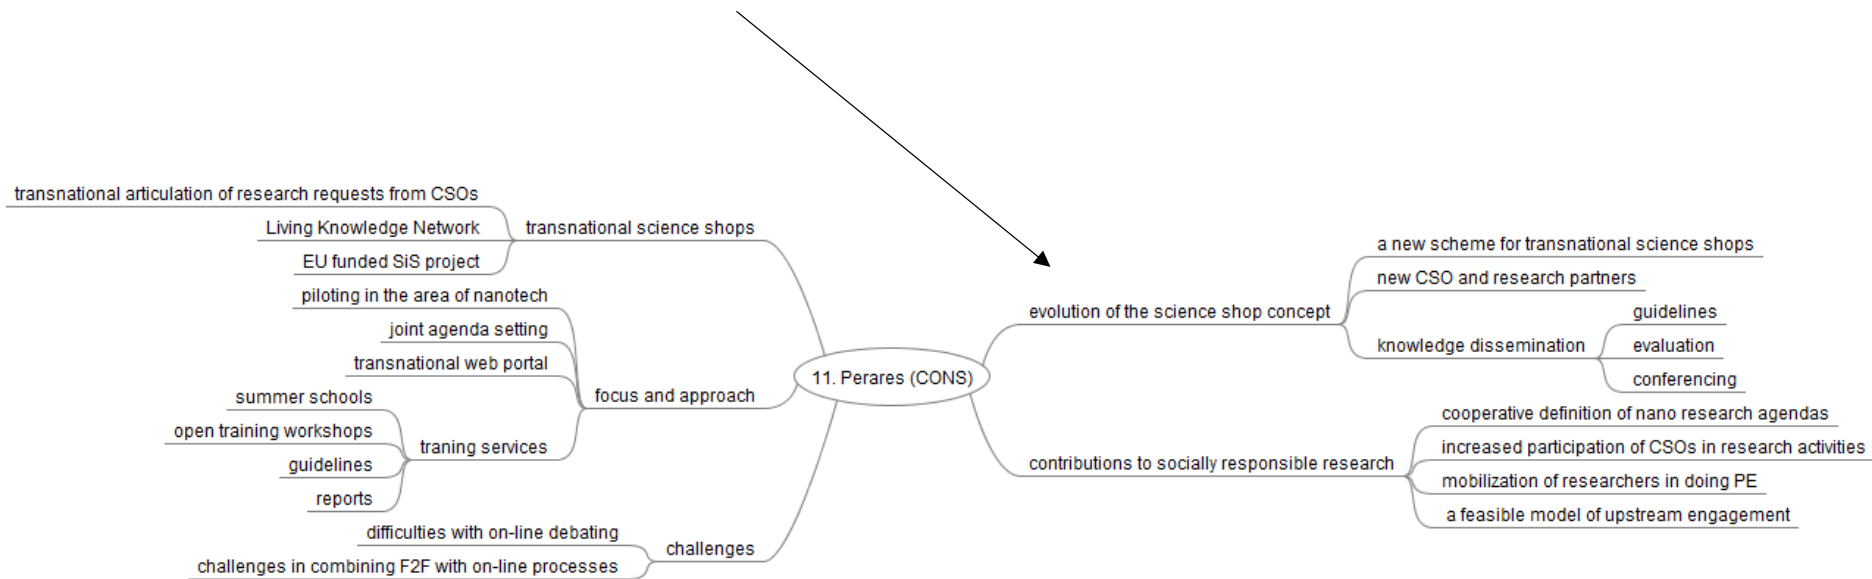 11. Perares (CONS)
transnational science shops
transnational articulation of research requests from CSOs
Living Knowledge Network
EU funded SiS project
focus and approach
piloting in the area of nanotech
joint agenda setting
transnational web portal
traning services
summer schools
open training workshops
guidelines
reports
challenges
difficulties with on-line debating
challenges in combining F2F with on-line processes
evolution of the science shop concept
a new scheme for transnational science shops
new CSO and research partners
knowledge dissemination
guidelines
evaluation
conferencing
contributions to socially responsible research
cooperative definition of nano research agendas
increased participation of CSOs in research activities
mobilization of researchers in doing PE
a feasible model of upstream engagement